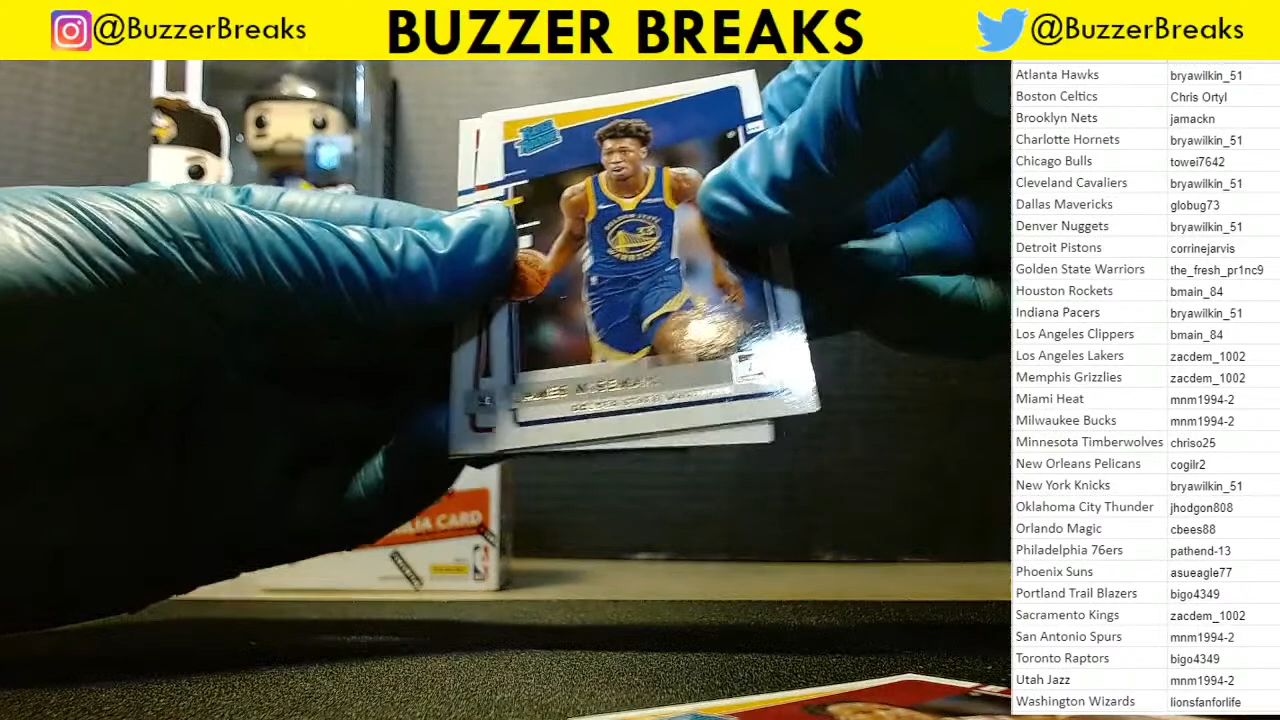 @BuzzerBreaks
BUZZER BREAKS
@BuzzerBreaks
Atlanta Hawks bryawilkin_51
Boston Celtics Chris Ortyl
Brooklyn Nets jamackn
Charlotte Hornets bryawilkin_51
Chicago Bulls towei7642
Cleveland Cavaliers bryawilkin_51
Dallas Mavericks globug73
Denver Nuggets bryawilkin_51
Detroit Pistons corrinejarvis
Golden State Warriors the_fresh_pr1nc9
Houston Rockets bmain_84
Indiana Pacers bryawilkin_51
Los Angeles Clippers bmain_84
Los Angeles Lakers zacdem_1002
Memphis Grizzlies zacdem_1002
Miami Heat mnm1994-2
Milwaukee Bucks mnm1994-2
Minnesota Timberwolves chriso25
New Orleans Pelicans cogilr2
New York Knicks bryawilkin_51
Oklahoma City Thunder jhodgon808
Orlando Magic cbees88
Philadelphia 76ers pathend-13
Phoenix Suns asueagle77
Portland Trail Blazers bigo4349
Sacramento Kings zacdem_1002
San Antonio Spurs mnm1994-2
Toronto Raptors bigo4349
Utah Jazz mnm1994-2
Washington Wizards lionsfanforlife
GOLDEN STATE
WARRIORS
CARD